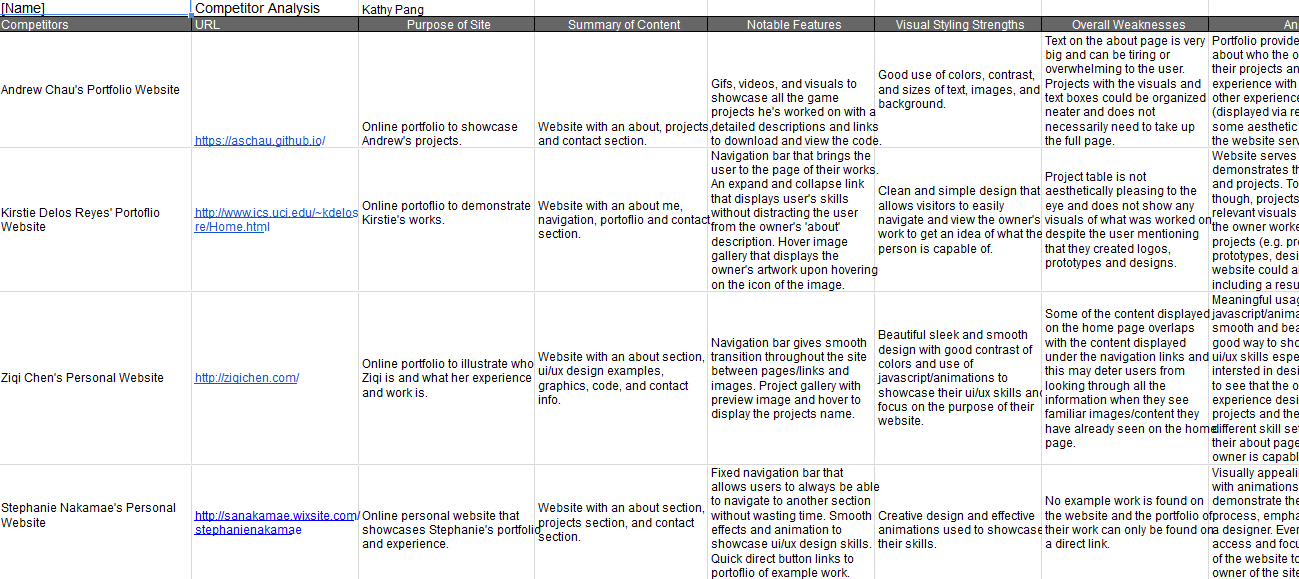 [Name] Competitor Analysis Kathy Pang
Competitors URL Purpose of Site Summary of Content Notable Features Visual Styling Strengths Overall Weaknesses An
Andrew Chau's Portfolio Website
https://aschau.github.io/
Online portfolio to showcase
Andrew's projects.
Website with an about, projects,
and contact section.
Gifs, videos, and visuals to
showcase all the game
projects he's worked on with a
detailed descriptions and links
to download and view the code.
Good use of colors, contrast,
and sizes of text, images, and
background.
Text on the about page is very
big and can be tiring or
overwhelming to the user.
Projects with the visuals and
text boxes could be organized
neater and does not
necessarily need to take up
the full page.
Portfolio provide
about who the o
their projects an
experience with
other experience
(displayed via re
some aesthetic
the website serv
Kirstie Delos Reyes' Portoflio
Website
http://www.ics.uci.edu/~kdelos
re/Home.html
Online portoflio to demonstrate
Kirstie's works.
Website with an about me,
navigation, portoflio and contact
section.
Navigation bar that brings the
user to the page of their works.
An expand and collapse link
that displays user's skills
without distracting the user
from the owner's 'about'
description. Hover image
gallery that displays the
owner's artwork upon hovering
on the icon of the image.
Clean and simple design that
allows visitors to easily
navigate and view the owner's
work to get an idea of what the
person is capable of.
Project table is not
aesthetically pleasing to the
eye and does not show any
visuals of what was worked on,
despite the user mentioning
that they created logos,
prototypes and designs.
Website serves
demonstrates th
and projects. To
though, projects
relevant visuals
the owner worke
projects (e.g. pro
prototypes, desi
website could al
including a resu
Ziqi Chen's Personal Website
http://ziqichen.com/
Online portfolio to illustrate who
Ziqi is and what her experience
and work is.
Website with an about section,
ui/ux design examples,
graphics, code, and contact
info.
Navigation bar gives smooth
transition throughout the site
between pages/links and
images. Project gallery with
preview image and hover to
display the projects name.
Beautiful sleek and smooth
design with good contrast of
colors and use of
javascript/animations to
showcase their ui/ux skills and
focus on the purpose of their
website.
Some of the content displayed
on the home page overlaps
with the content displayed
under the navigation links and
this may deter users from
looking through all the
information when they see
familiar images/content they
have already seen on the home
page.
Meaningful usag
javascript/anima
smooth and bea
good way to sho
ui/ux skills espe
intersted in desi
to see that the o
experience desi
projects and the
different skill set
their about page
owner is capabl
Stephanie Nakamae's Personal
Website
http://sanakamae.wixsite.com/
stephanienakamae
Online personal website that
showcases Stephanie's portfolio
and experience.
Website with an about section,
projects section, and contact
section.
Fixed navigation bar that
allows users to always be able
to navigate to another section
without wasting time. Smooth
effects and animation to
showcase ui/ux design skills.
Quick direct button links to
portoflio of example work.
Creative design and effective
animations used to showcase
their skills.
No example work is found on
the website and the portfolio of
their work can only be found on
a direct link.
Visually appeali
with animations
demonstrate the
process, empha
a designer. Ever
access and focu
of the website to
owner of the site